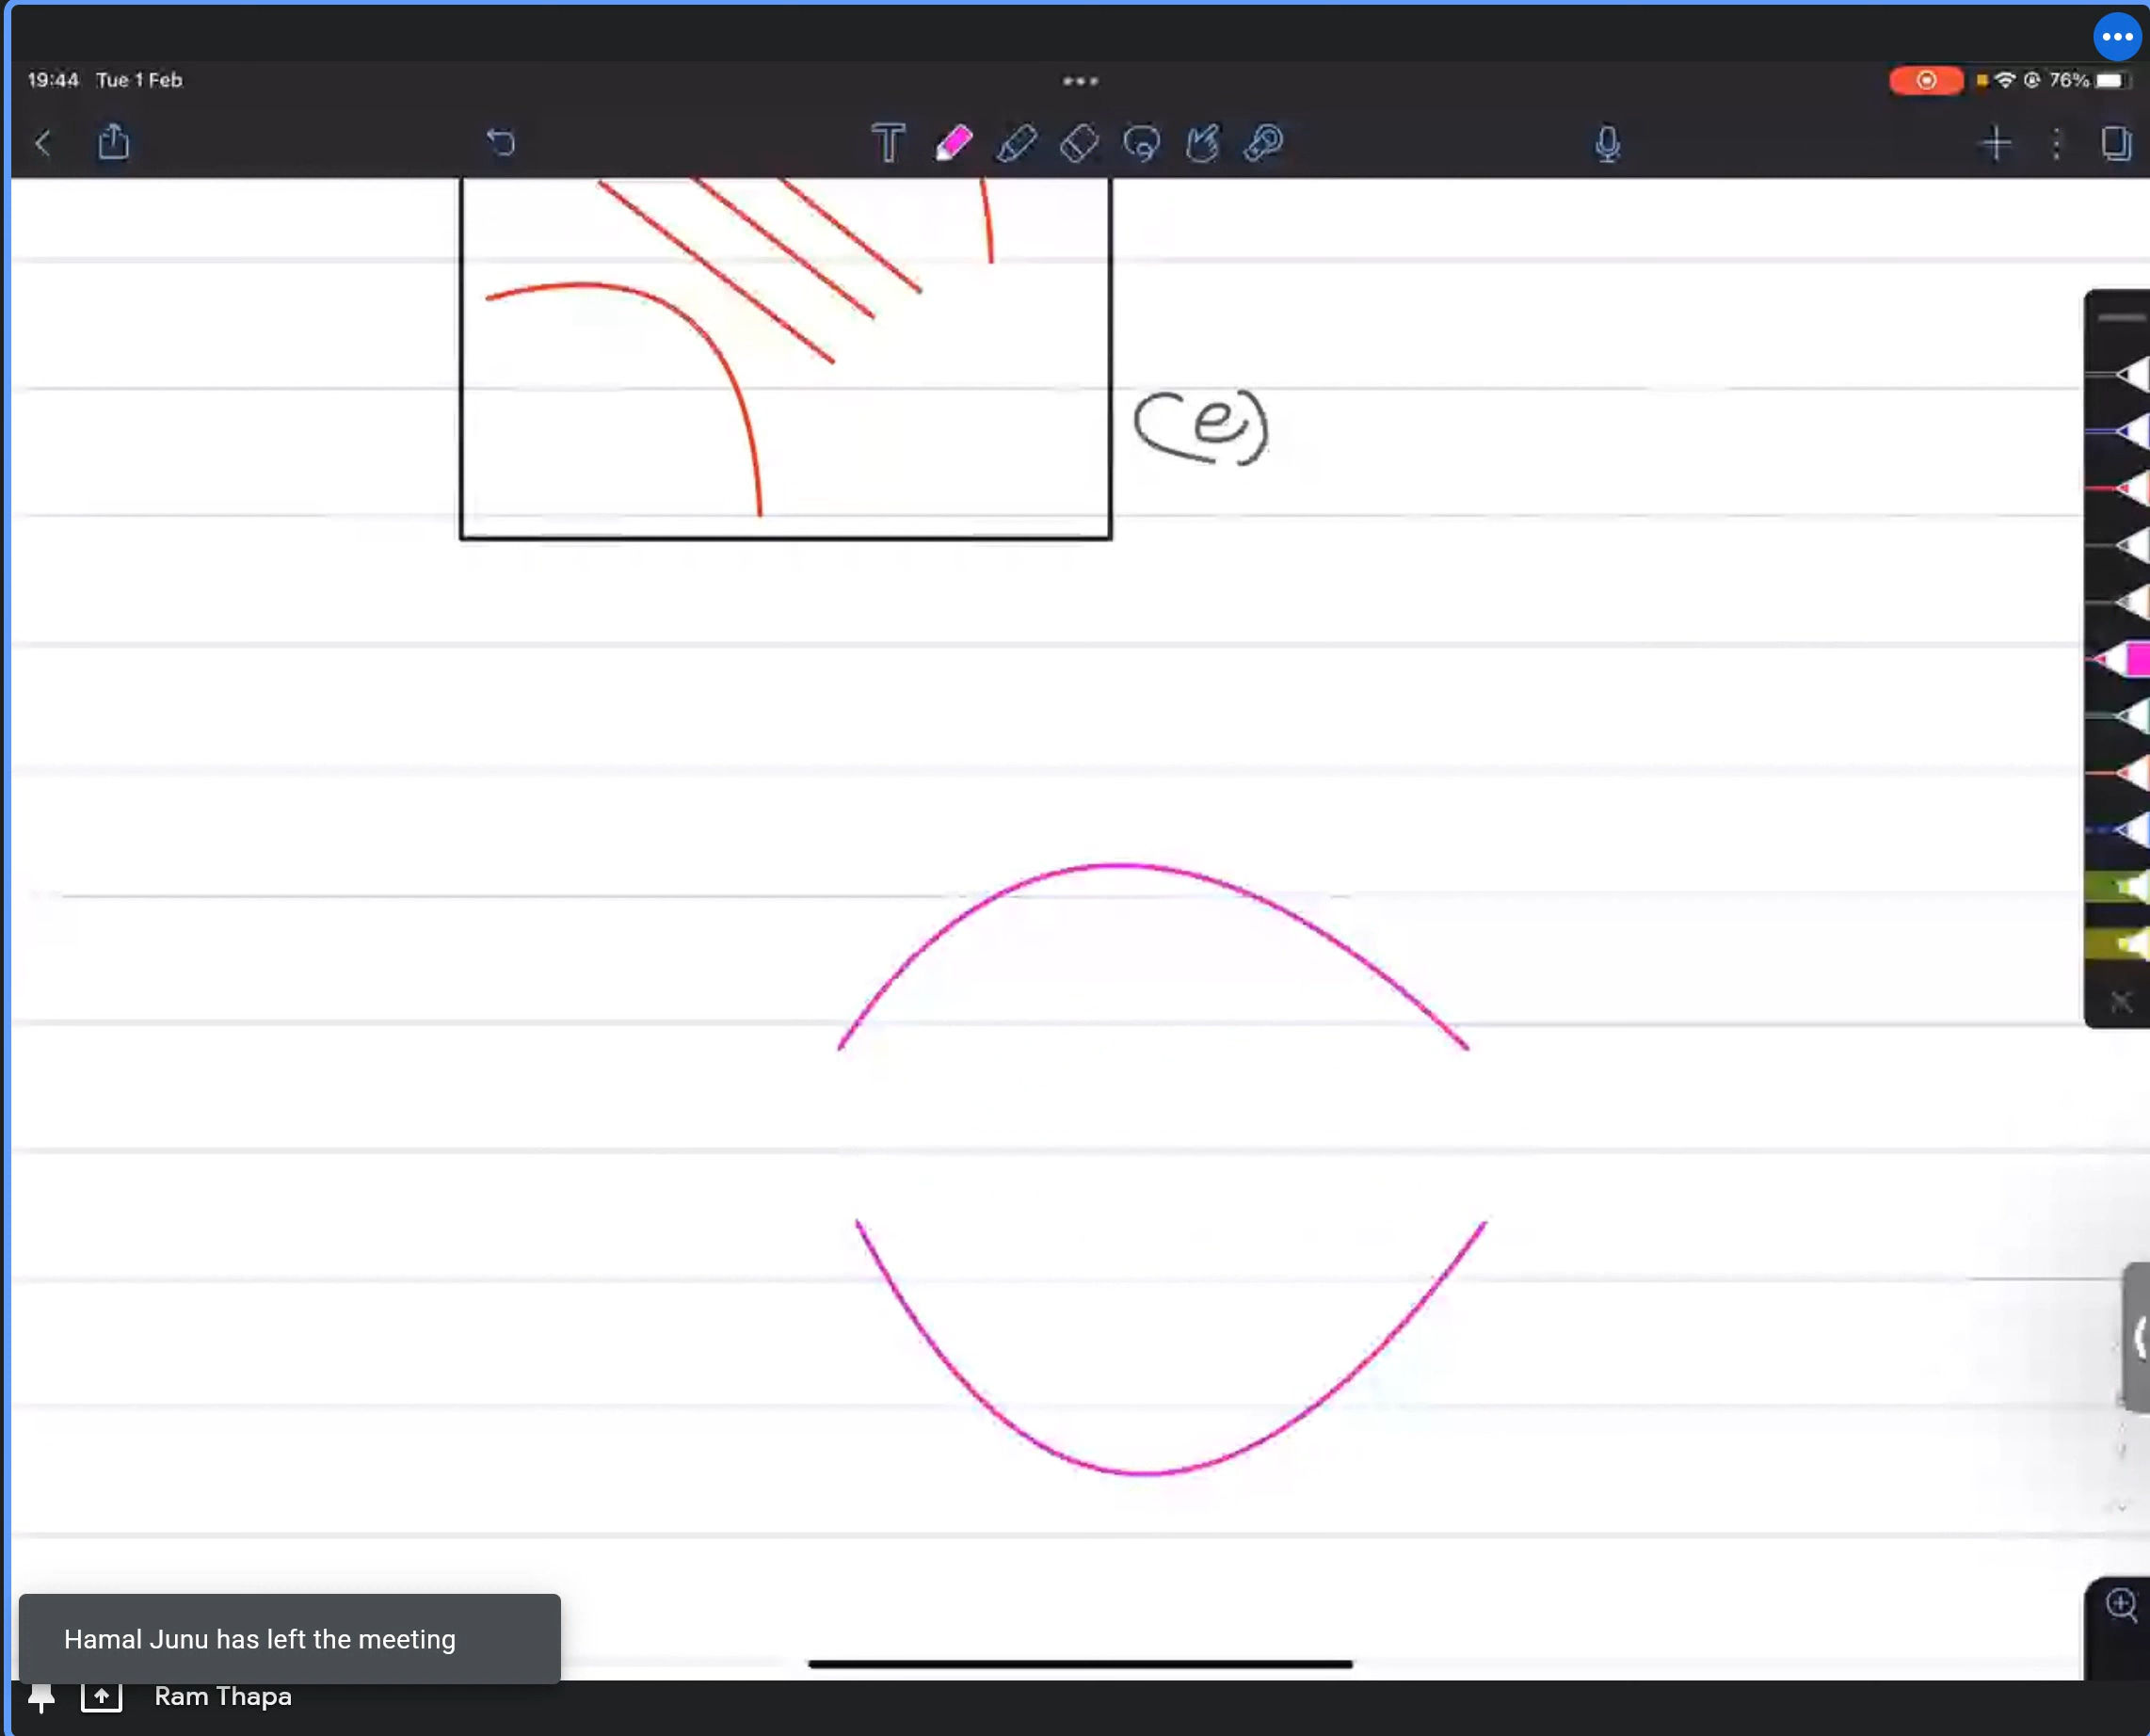 19:44 Tue 1 Feb
76%
T
(e)
Hamal Junu has left the meeting
Ram Thapa